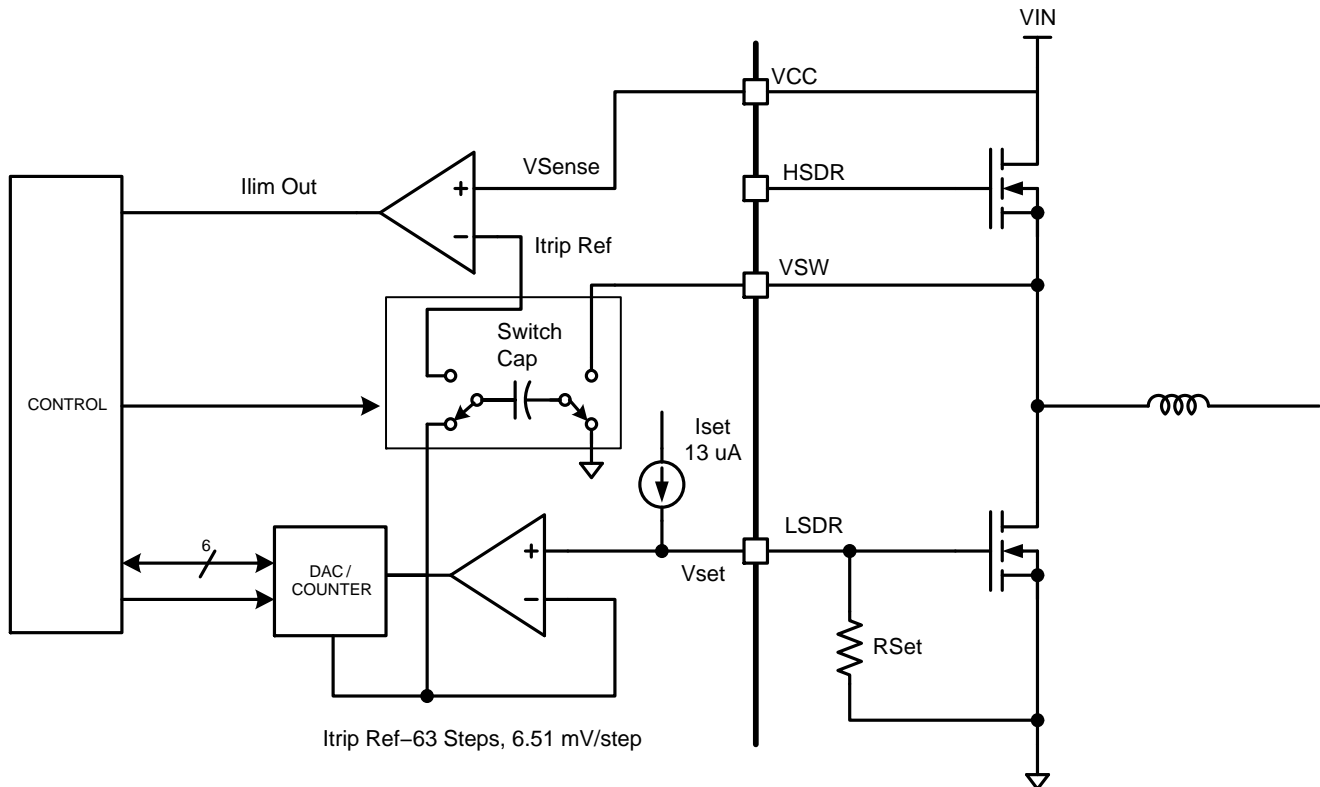 VIN
VCC
VSense
HSDR
Ilim Out
Itrip Ref
VSW
Switch
Cap
CONTROL
Iset
13 uA
LSDR
6
Vset
DAC /
COUNTER
RSet
Itrip Ref–63 Steps, 6.51 mV/step